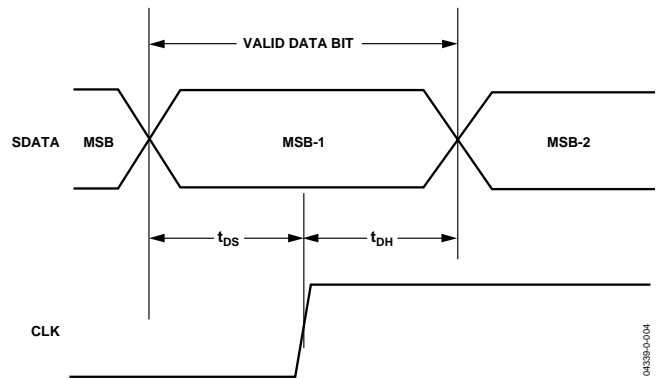 VALID DATA BIT
SDATA MSB MSB-1 MSB-2
tDS tDH
CLK
04339-0-004